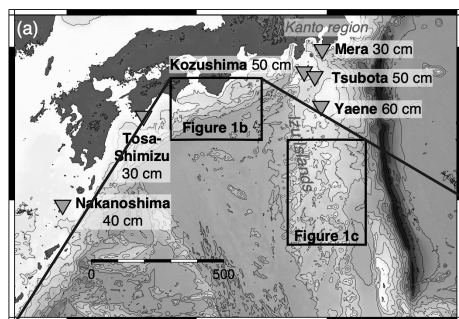 (a)
Kanto region
Mera 30 cm
Kozushima 50 cm
Tsubota 50 cm
Yaene 60 cm
Izu Islands
Figure 1b
Tosa-
Shimizu
30 cm
Nakanoshima
40 cm
Figure 1c
0 500